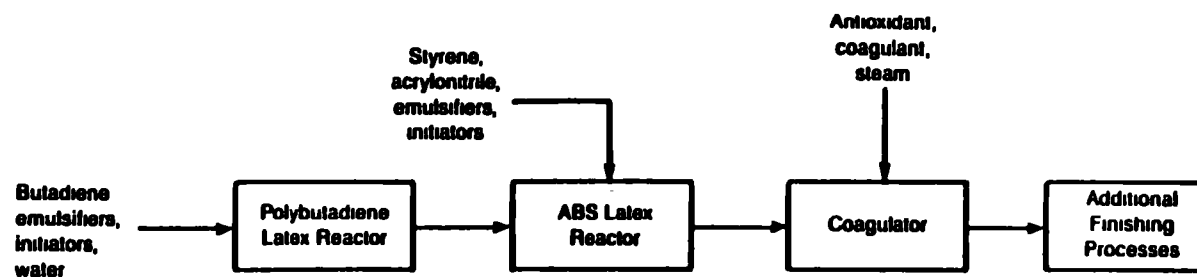 Antioxidant,
coagulant,
steam
Styrene,
acrylonitrile,
emulsifiers,
initiators
Butadiene
emulsifiers,
initiators,
water
Polybutadiene
Latex Reactor
ABS Latex
Reactor
Coagulator
Additional
Finishing
Processes